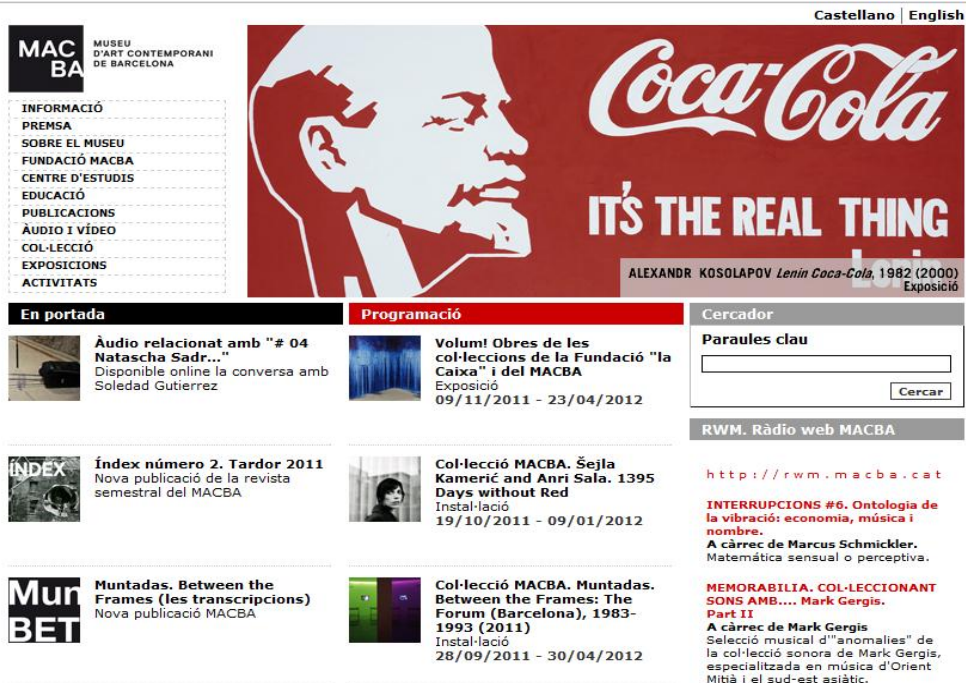 Castellano | English
MAC
BA
MUSEU
D'ART CONTEMPORANI
DE BARCELONA
INFORMACIÓ
PREMSA
SOBRE EL MUSEU
FUNDACIÓ MACBA
CENTRE D'ESTUDIS
EDUCACIÓ
PUBLICACIONS
ÀUDIO I VÍDEO
COL·LECCIÓ
EXPOSICIONS
ACTIVITATS
Coca-Cola
IT'S THE REAL THING
Lenin
ALEXANDR KOSOLAPOV Lenin Coca-Cola, 1982 (2000)
Exposició
En portada
Àudio relacionat amb "# 04
Natascha Sadr..."
Disponible online la conversa amb
Soledad Gutierrez
INDEX
Índex número 2. Tardor 2011
Nova publicació de la revista
semestral del MACBA
Mun
BET
Muntadas. Between the
Frames (les transcripcions)
Nova publicació MACBA
Programació
Volum! Obres de les
col·leccions de la Fundació "la
Caixa" i del MACBA
Exposició
09/11/2011 - 23/04/2012
Col·lecció MACBA. Šejla
Kamerić and Anri Sala. 1395
Days without Red
Instal·lació
19/10/2011 - 09/01/2012
Col·lecció MACBA. Muntadas.
Between the Frames: The
Forum (Barcelona), 1983-
1993 (2011)
Instal·lació
28/09/2011 - 30/04/2012
Cercador
Paraules clau
Cercar
RWM. Ràdio web MACBA
http://rwm.macba.cat
INTERRUPCIONS #6. Ontologia de
la vibració: economia, música i
nombre.
A càrrec de Marcus Schmickler.
Matemática sensual o perceptiva.
MEMORABILIA. COL·LECCIONANT
SONS AMB.... Mark Gergis.
Part II
A càrrec de Mark Gergis
Selecció musical d'"anomalies" de
la col·lecció sonora de Mark Gergis,
especialitzada en música d'Orient
Mitjà i el sud-est asiàtic.